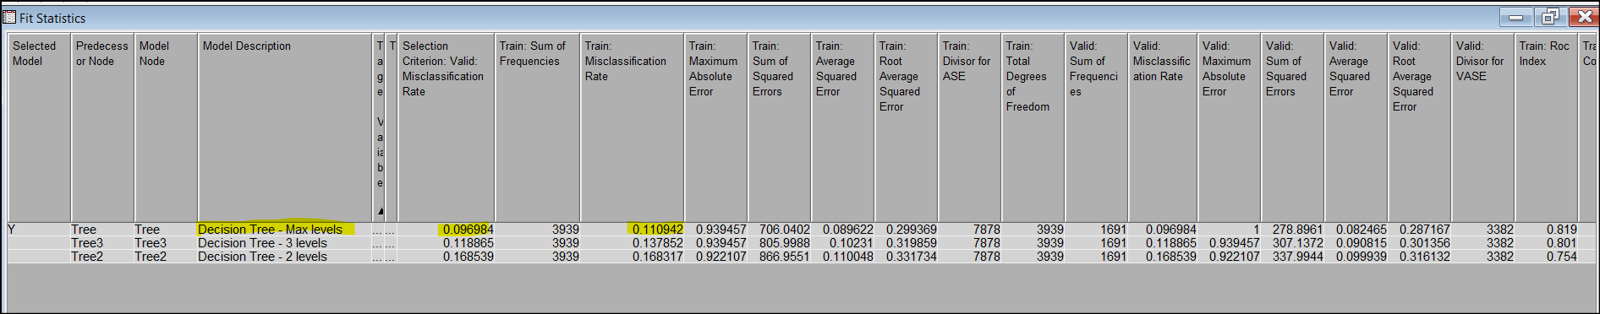 Fit Statistics
Selected Model
Predecess or Node
Model Node
Model Description
T a g e V a ia b e
T
Selection Criterion: Valid: Misclassification Rate
Train: Sum of Frequencies
Train: Misclassification Rate
Train: Maximum Absolute Error
Train: Sum of Squared Errors
Train: Average Squared Error
Train: Root Average Squared Error
Train: Divisor for ASE
Train: Total Degrees of Freedom
Valid: Sum of Frequenci es
Valid: Misclassific ation Rate
Valid: Maximum Absolute Error
Valid: Sum of Squared Errors
Valid: Average Squared Error
Valid: Root Average Squared Error
Valid: Divisor for VASE
Train: Roc Index
Tra Co
Y Tree Tree Decision Tree - Max levels ... ... 0.096984 3939 0.110942 0.939457 706.0402 0.089622 0.299369 7878 3939 1691 0.096984 1 278.8961 0.082465 0.287167 3382 0.819
Tree3 Tree3 Decision Tree - 3 levels ... ... 0.118865 3939 0.137852 0.939457 805.9988 0.10231 0.319859 7878 3939 1691 0.118865 0.939457 307.1372 0.090815 0.301356 3382 0.801
Tree2 Tree2 Decision Tree - 2 levels ... ... 0.168539 3939 0.168317 0.922107 866.9551 0.110048 0.331734 7878 3939 1691 0.168539 0.922107 337.9944 0.099939 0.316132 3382 0.754